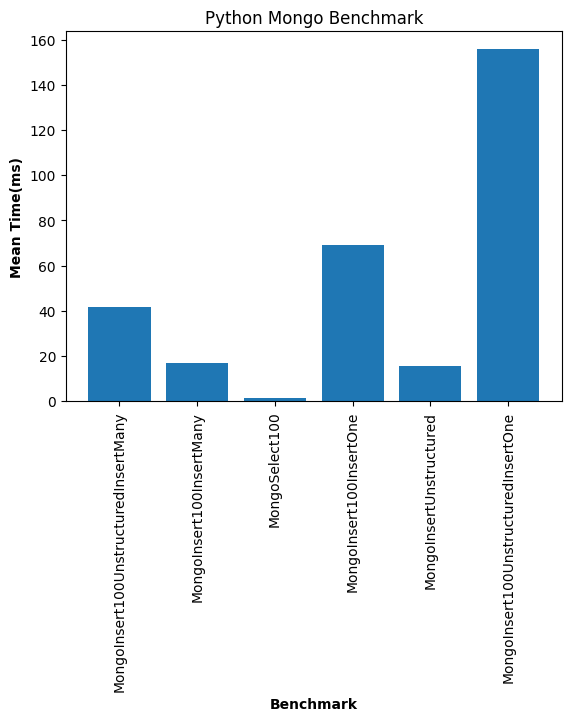 Python Mongo Benchmark
160
140
120
100
80
60
40
20
0
Mean Time(ms)
MongoInsert100UnstructuredInsertMany
MongoInsert100InsertMany
MongoSelect100
MongoInsert100InsertOne
MongoInsertUnstructured
MongoInsert100UnstructuredInsertOne
Benchmark